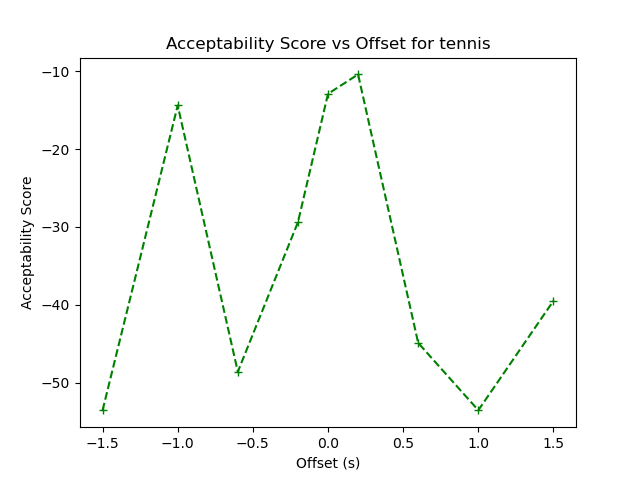 Acceptability Score vs Offset for tennis
Acceptability Score
−10
−20
−30
−40
−50
−1.5 −1.0 −0.5 0.0 0.5 1.0 1.5
Offset (s)